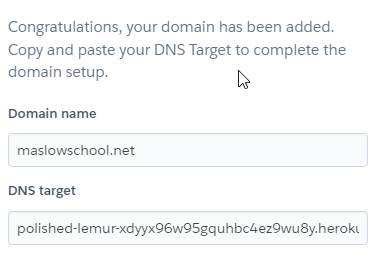 Congratulations, your domain has been added.
Copy and paste your DNS Target to complete the
domain setup.
Domain name
maslowschool.net
DNS target
polished-lemur-xdyyx96w95gquhbc4ez9wu8y.heroku